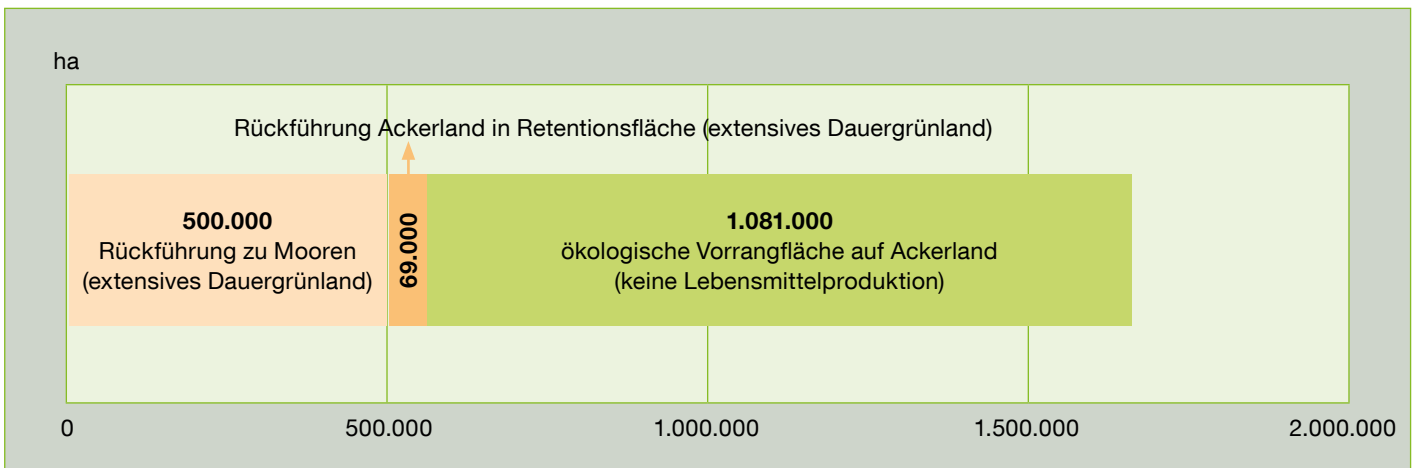 ha
Rückführung Ackerland in Retentionsfläche (extensives Dauergrünland)
500.000
Rückführung zu Mooren
(extensives Dauergrünland)
69.000
1.081.000
ökologische Vorrangfläche auf Ackerland
(keine Lebensmittelproduktion)
0 500.000 1.000.000 1.500.000 2.000.000